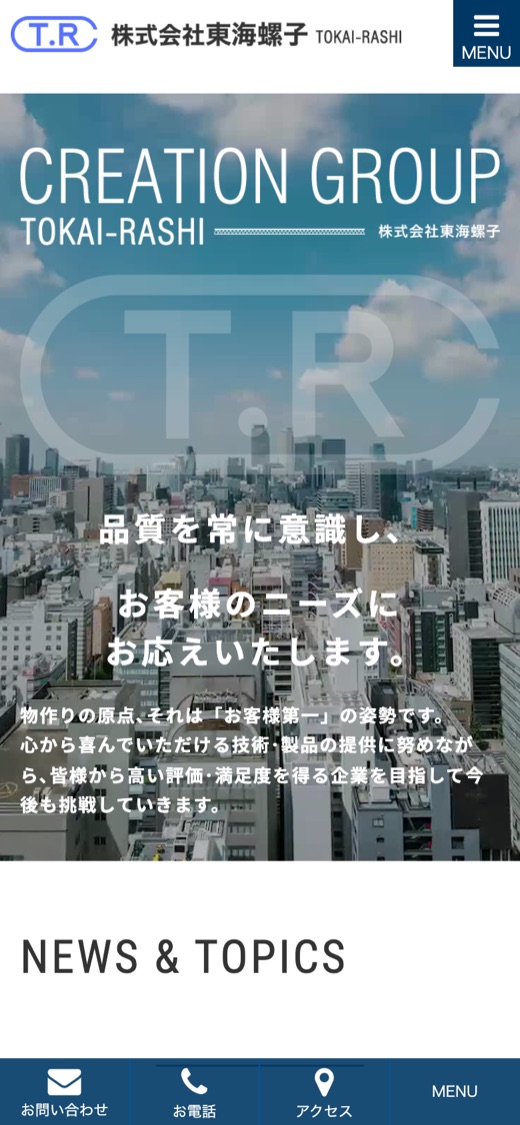 T.R 株式会社東海螺子 TOKAI-RASHI
MENU
CREATION GROUP
TOKAI-RASHI 株式会社東海螺子
T.R
品質を常に意識し、
お客様のニーズに
お応えいたします。
物作りの原点、それは「お客様第一」の姿勢です。
心から喜んでいただける技術・製品の提供に努めなが
ら、皆様から高い評価・満足度を得る企業を目指して今
後も挑戦していきます。
NEWS & TOPICS
お問い合わせ
お電話
アクセス
MENU